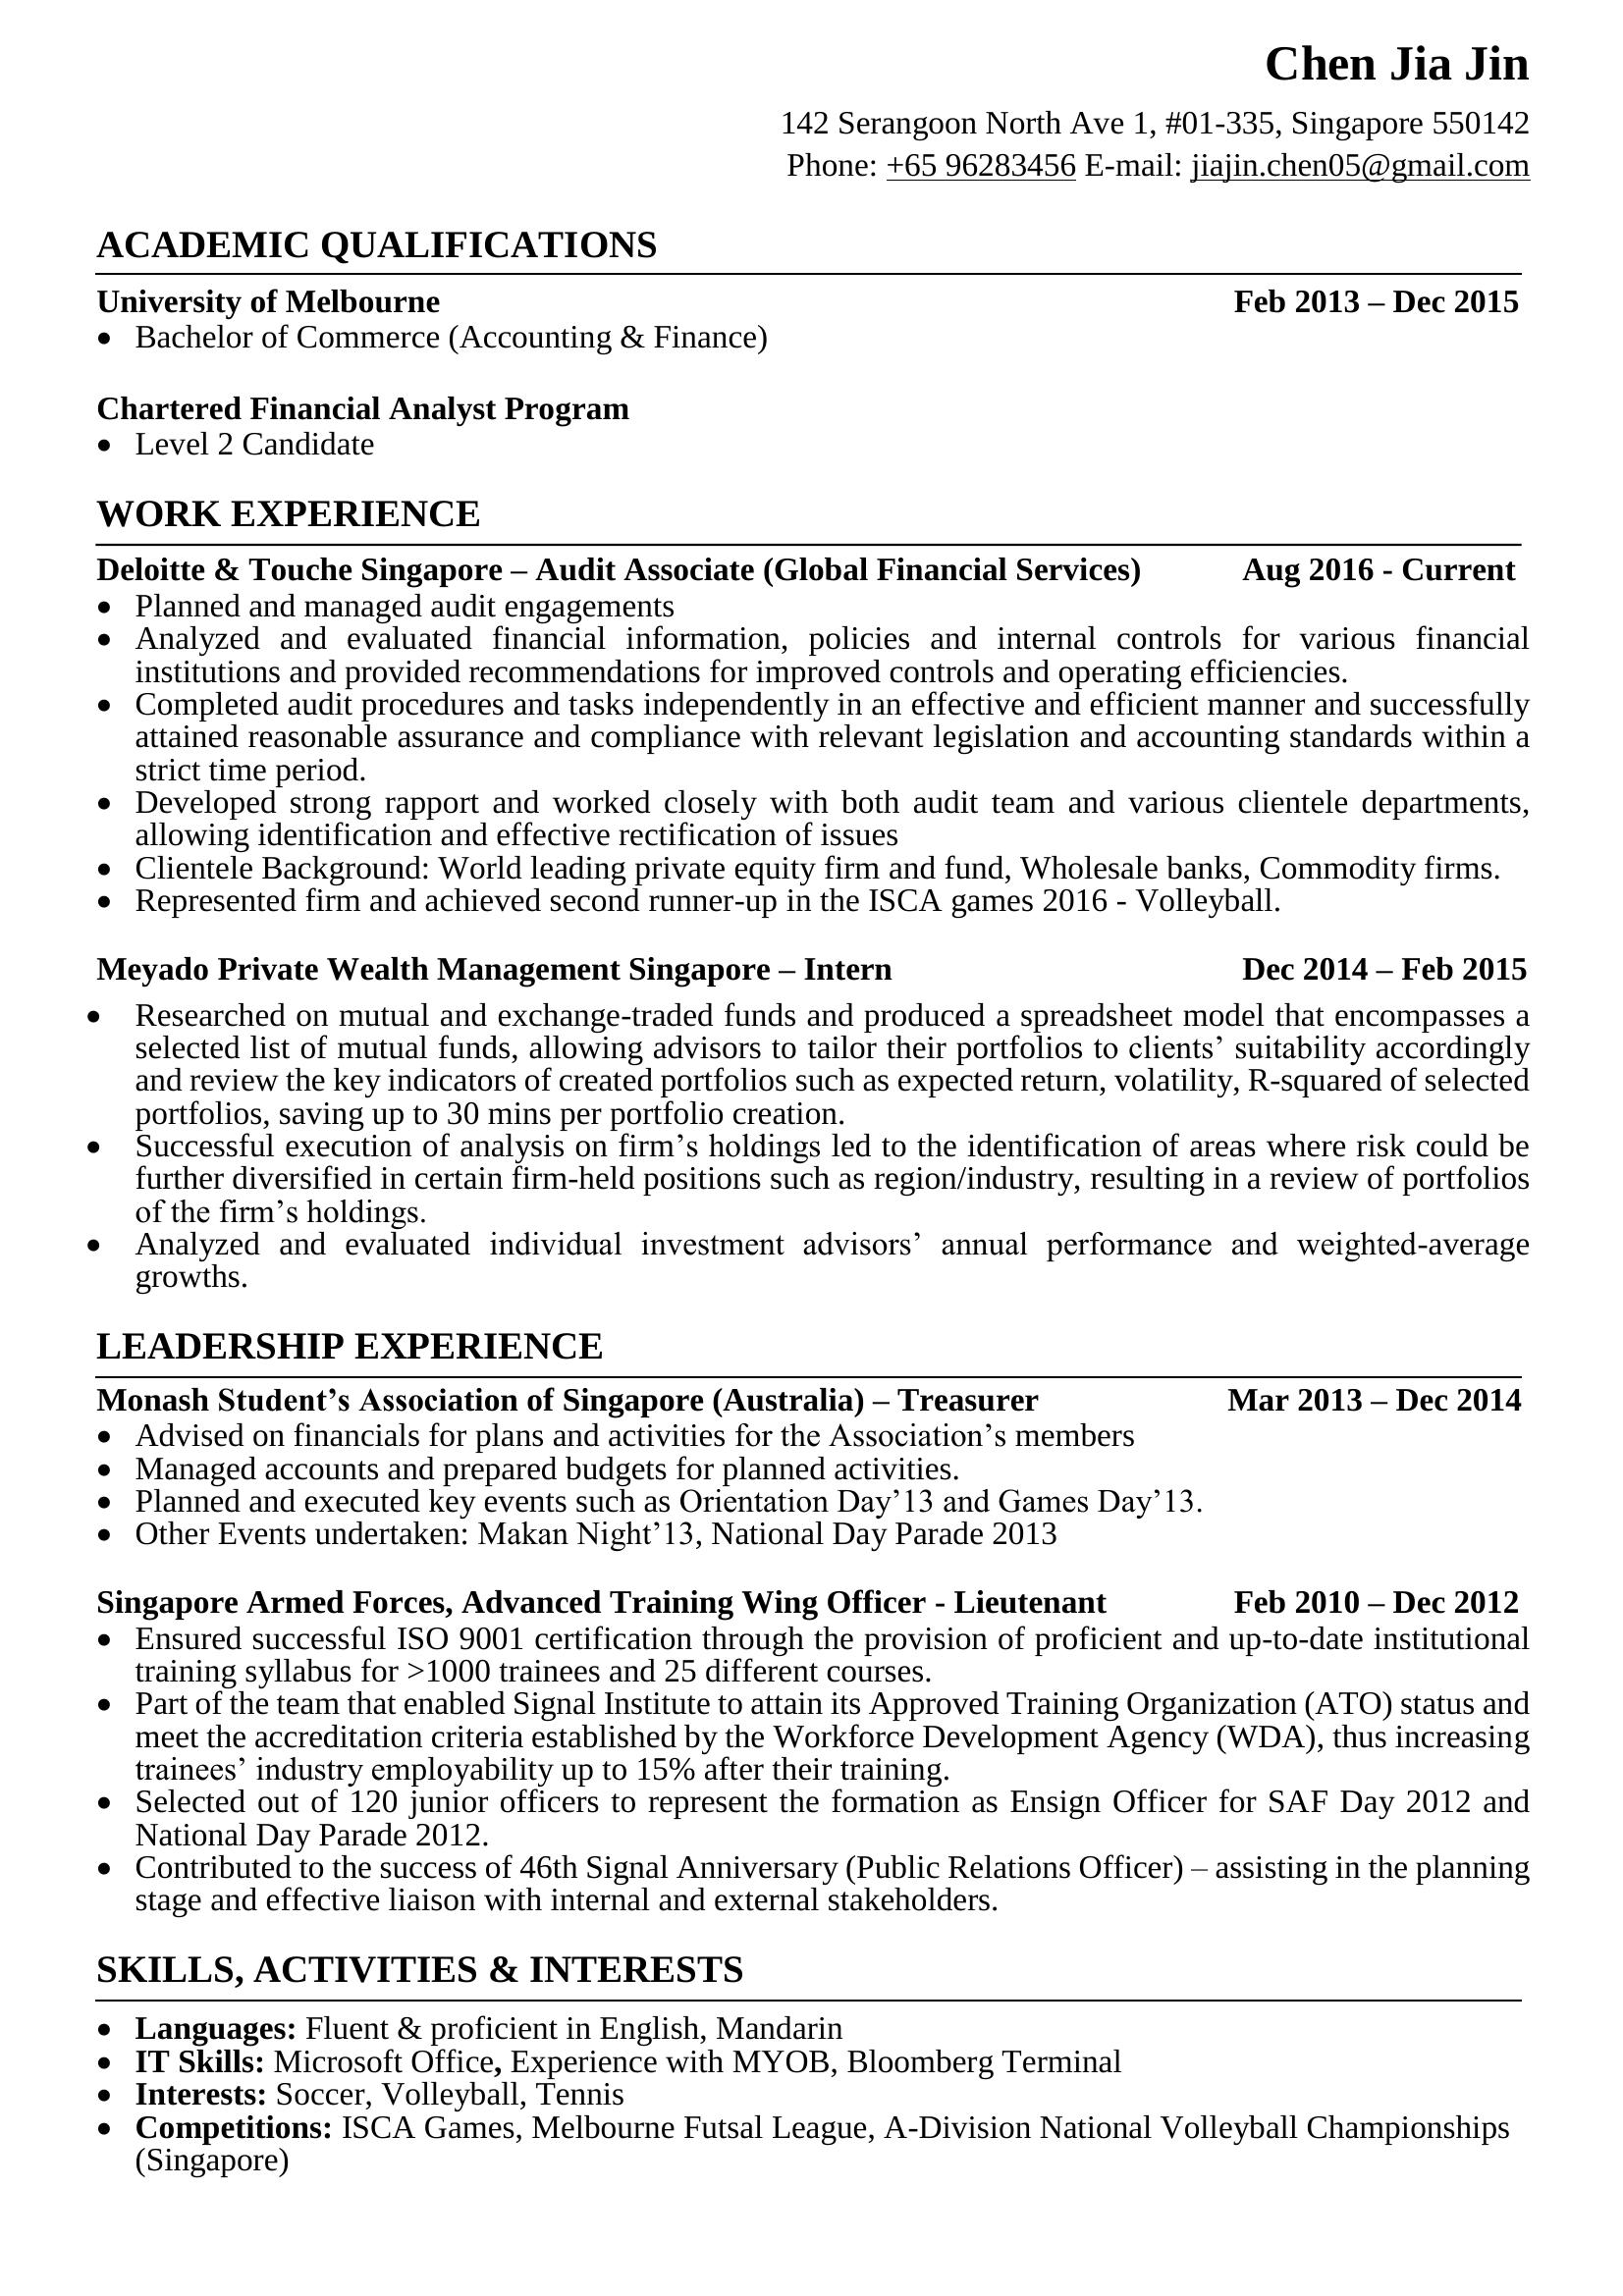 Chen Jia Jin
142 Serangoon North Ave 1, #01-335, Singapore 550142
Phone: +65 96283456 E-mail: jiajin.chen05@gmail.com
ACADEMIC QUALIFICATIONS
University of Melbourne Feb 2013 – Dec 2015
• Bachelor of Commerce (Accounting & Finance)
Chartered Financial Analyst Program
• Level 2 Candidate
WORK EXPERIENCE
Deloitte & Touche Singapore – Audit Associate (Global Financial Services) Aug 2016 - Current
• Planned and managed audit engagements
• Analyzed and evaluated financial information, policies and internal controls for various financial
institutions and provided recommendations for improved controls and operating efficiencies.
• Completed audit procedures and tasks independently in an effective and efficient manner and successfully
attained reasonable assurance and compliance with relevant legislation and accounting standards within a
strict time period.
• Developed strong rapport and worked closely with both audit team and various clientele departments,
allowing identification and effective rectification of issues
• Clientele Background: World leading private equity firm and fund, Wholesale banks, Commodity firms.
• Represented firm and achieved second runner-up in the ISCA games 2016 - Volleyball.
Meyado Private Wealth Management Singapore – Intern Dec 2014 – Feb 2015
• Researched on mutual and exchange-traded funds and produced a spreadsheet model that encompasses a
selected list of mutual funds, allowing advisors to tailor their portfolios to clients’ suitability accordingly
and review the key indicators of created portfolios such as expected return, volatility, R-squared of selected
portfolios, saving up to 30 mins per portfolio creation.
• Successful execution of analysis on firm’s holdings led to the identification of areas where risk could be
further diversified in certain firm-held positions such as region/industry, resulting in a review of portfolios
of the firm’s holdings.
• Analyzed and evaluated individual investment advisors’ annual performance and weighted-average
growths.
LEADERSHIP EXPERIENCE
Monash Student’s Association of Singapore (Australia) – Treasurer Mar 2013 – Dec 2014
• Advised on financials for plans and activities for the Association’s members
• Managed accounts and prepared budgets for planned activities.
• Planned and executed key events such as Orientation Day’13 and Games Day’13.
• Other Events undertaken: Makan Night’13, National Day Parade 2013
Singapore Armed Forces, Advanced Training Wing Officer - Lieutenant Feb 2010 – Dec 2012
• Ensured successful ISO 9001 certification through the provision of proficient and up-to-date institutional
training syllabus for >1000 trainees and 25 different courses.
• Part of the team that enabled Signal Institute to attain its Approved Training Organization (ATO) status and
meet the accreditation criteria established by the Workforce Development Agency (WDA), thus increasing
trainees’ industry employability up to 15% after their training.
• Selected out of 120 junior officers to represent the formation as Ensign Officer for SAF Day 2012 and
National Day Parade 2012.
• Contributed to the success of 46th Signal Anniversary (Public Relations Officer) – assisting in the planning
stage and effective liaison with internal and external stakeholders.
SKILLS, ACTIVITIES & INTERESTS
• Languages: Fluent & proficient in English, Mandarin
• IT Skills: Microsoft Office, Experience with MYOB, Bloomberg Terminal
• Interests: Soccer, Volleyball, Tennis
• Competitions: ISCA Games, Melbourne Futsal League, A-Division National Volleyball Championships
(Singapore)